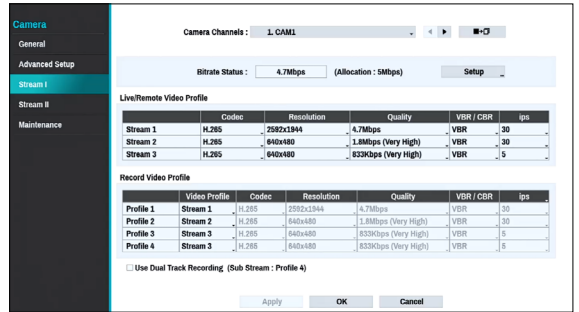 Camera
General
Advanced Setup
Stream I
Stream II
Maintenance
Camera Channels : 1. CAM1
Bitrate Status : 4.7Mbps (Allocation : 5Mbps) Setup
Live/Remote Video Profile
Codec Resolution Quality VBR / CBR ips
Stream 1 H.265 2592x1944 4.7Mbps VBR 30
Stream 2 H.265 640x480 1.8Mbps (Very High) VBR 30
Stream 3 H.265 640x480 833Kbps (Very High) VBR 5
Record Video Profile
Video Profile Codec Resolution Quality VBR / CBR ips
Profile 1 Stream 1 H.265 2592x1944 4.7Mbps VBR 30
Profile 2 Stream 2 H.265 640x480 1.8Mbps (Very High) VBR 30
Profile 3 Stream 3 H.265 640x480 833Kbps (Very High) VBR 5
Profile 4 Stream 3 H.265 640x480 833Kbps (Very High) VBR 5
Use Dual Track Recording (Sub Stream : Profile 4)
Apply OK Cancel